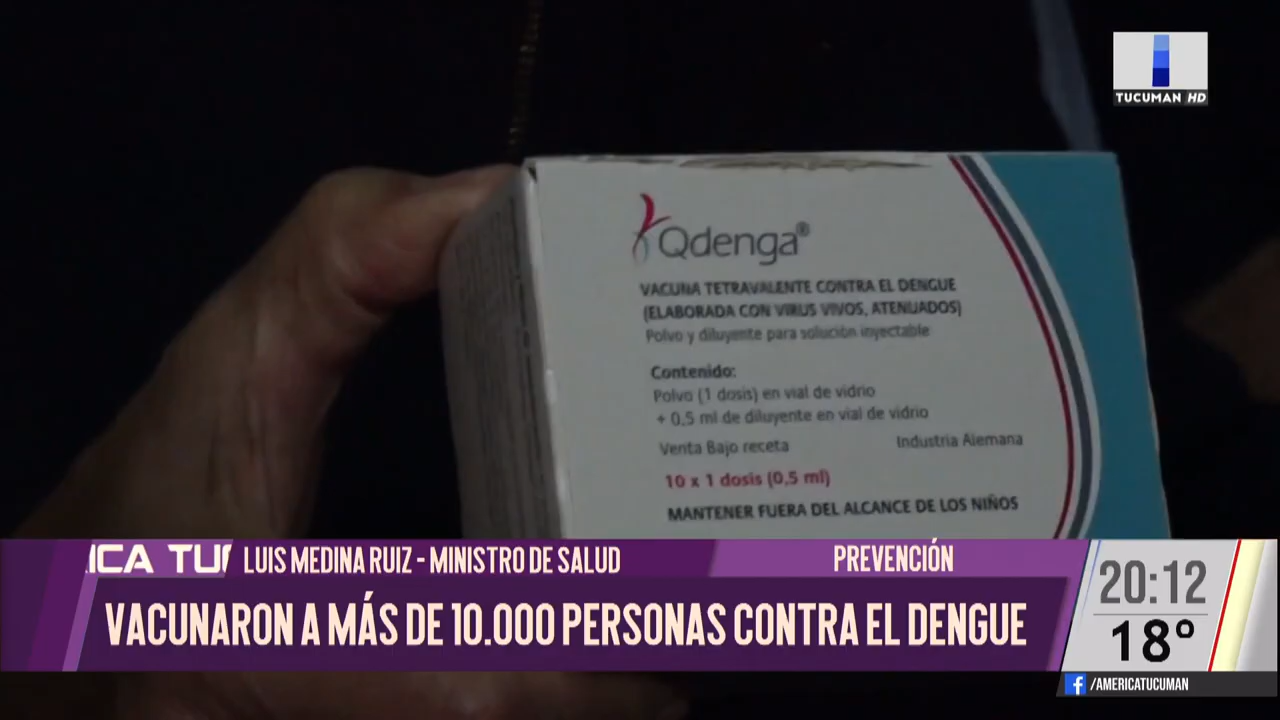 TUCUMAN HD
Qdenga®
VACUNA TETRAVALENTE CONTRA EL DENGUE
(ELABORADA CON VIRUS VIVOS, ATENUADOS)
Polvo y diluyente para solución inyectable
Contenido:
Polvo (1 dosis) en vial de vidrio
+ 0,5 ml de diluyente en vial de vidrio
Venta Bajo receta
Industria Alemana
10 x 1 dosis (0,5 ml)
MANTENER FUERA DEL ALCANCE DE LOS NIÑOS
ICA TU
LUIS MEDINA RUIZ - MINISTRO DE SALUD
PREVENCIÓN
VACUNARON A MÁS DE 10.000 PERSONAS CONTRA EL DENGUE
20:12
18°
/AMERICATUCUMAN